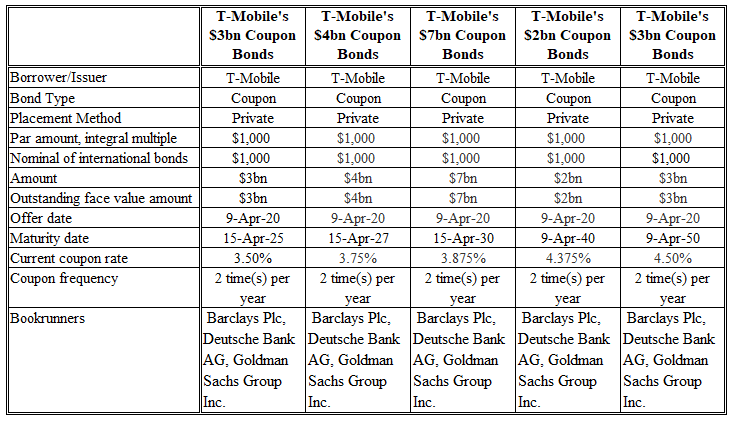 T-Mobile's T-Mobile's T-Mobile's T-Mobile's T-Mobile's
$3bn Coupon $4bn Coupon $7bn Coupon $2bn Coupon $3bn Coupon
Bonds Bonds Bonds Bonds Bonds
Borrower/Issuer T-Mobile T-Mobile T-Mobile T-Mobile T-Mobile
Bond Type Coupon Coupon Coupon Coupon Coupon
Placement Method Private Private Private Private Private
Par amount, integral multiple $1,000 $1,000 $1,000 $1,000 $1,000
Nominal of international bonds $1,000 $1,000 $1,000 $1,000 $1,000
Amount $3bn $4bn $7bn $2bn $3bn
Outstanding face value amount $3bn $4bn $7bn $2bn $3bn
Offer date 9-Apr-20 9-Apr-20 9-Apr-20 9-Apr-20 9-Apr-20
Maturity date 15-Apr-25 15-Apr-27 15-Apr-30 9-Apr-40 9-Apr-50
Current coupon rate 3.50% 3.75% 3.875% 4.375% 4.50%
Coupon frequency 2 time(s) per 2 time(s) per 2 time(s) per 2 time(s) per 2 time(s) per
year year year year year
Bookrunners Barclays Plc, Barclays Plc, Barclays Plc, Barclays Plc, Barclays Plc,
Deutsche Bank Deutsche Bank Deutsche Bank Deutsche Bank Deutsche Bank
AG, Goldman AG, Goldman AG, Goldman AG, Goldman AG, Goldman
Sachs Group Sachs Group Sachs Group Sachs Group Sachs Group
Inc. Inc. Inc. Inc. Inc.